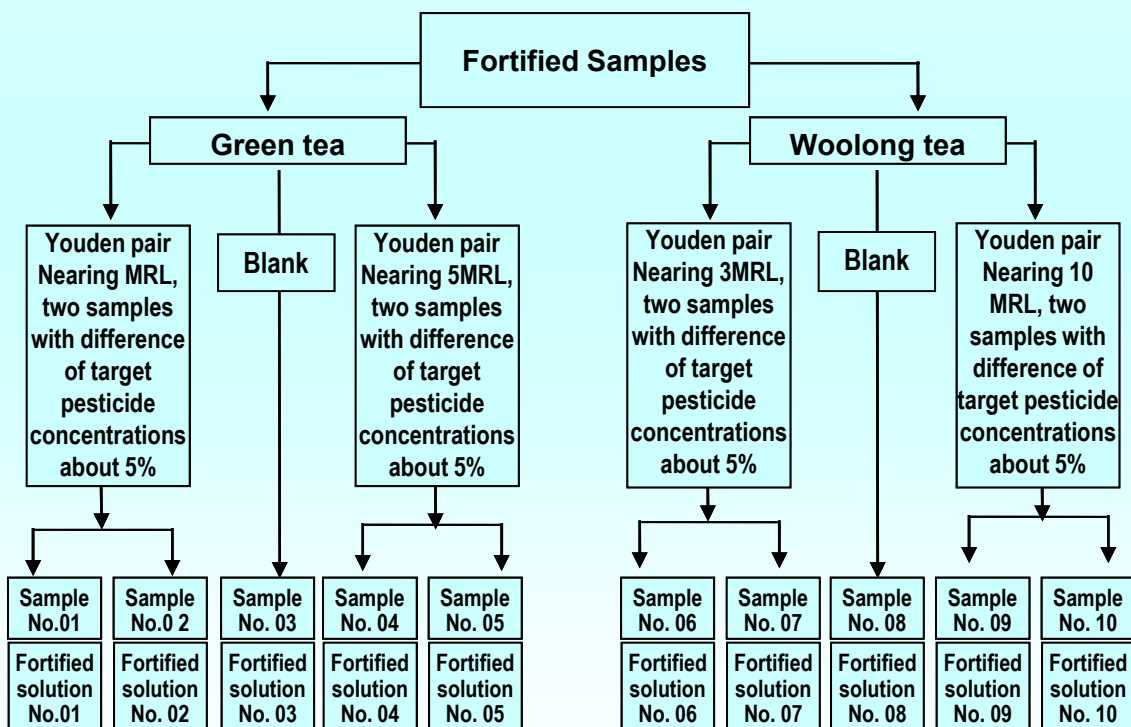 Fortified Samples
Green tea
Woolong tea
Youden pair
Nearing MRL,
two samples
with difference
of target
pesticide
concentrations
about 5%
Blank
Youden pair
Nearing 5MRL,
two samples
with difference
of target
pesticide
concentrations
about 5%
Youden pair
Nearing 3MRL,
two samples
with difference
of target
pesticide
concentrations
about 5%
Blank
Youden pair
Nearing 10
MRL, two
samples with
difference of
target pesticide
concentrations
about 5%
Sample
No.01
Sample
No.0 2
Sample
No. 03
Sample
No. 04
Sample
No. 05
Sample
No. 06
Sample
No. 07
Sample
No. 08
Sample
No. 09
Sample
No. 10
Fortified
solution
No.01
Fortified
solution
No. 02
Fortified
solution
No. 03
Fortified
solution
No. 04
Fortified
solution
No. 05
Fortified
solution
No. 06
Fortified
solution
No. 07
Fortified
solution
No. 08
Fortified
solution
No. 09
Fortified
solution
No. 10